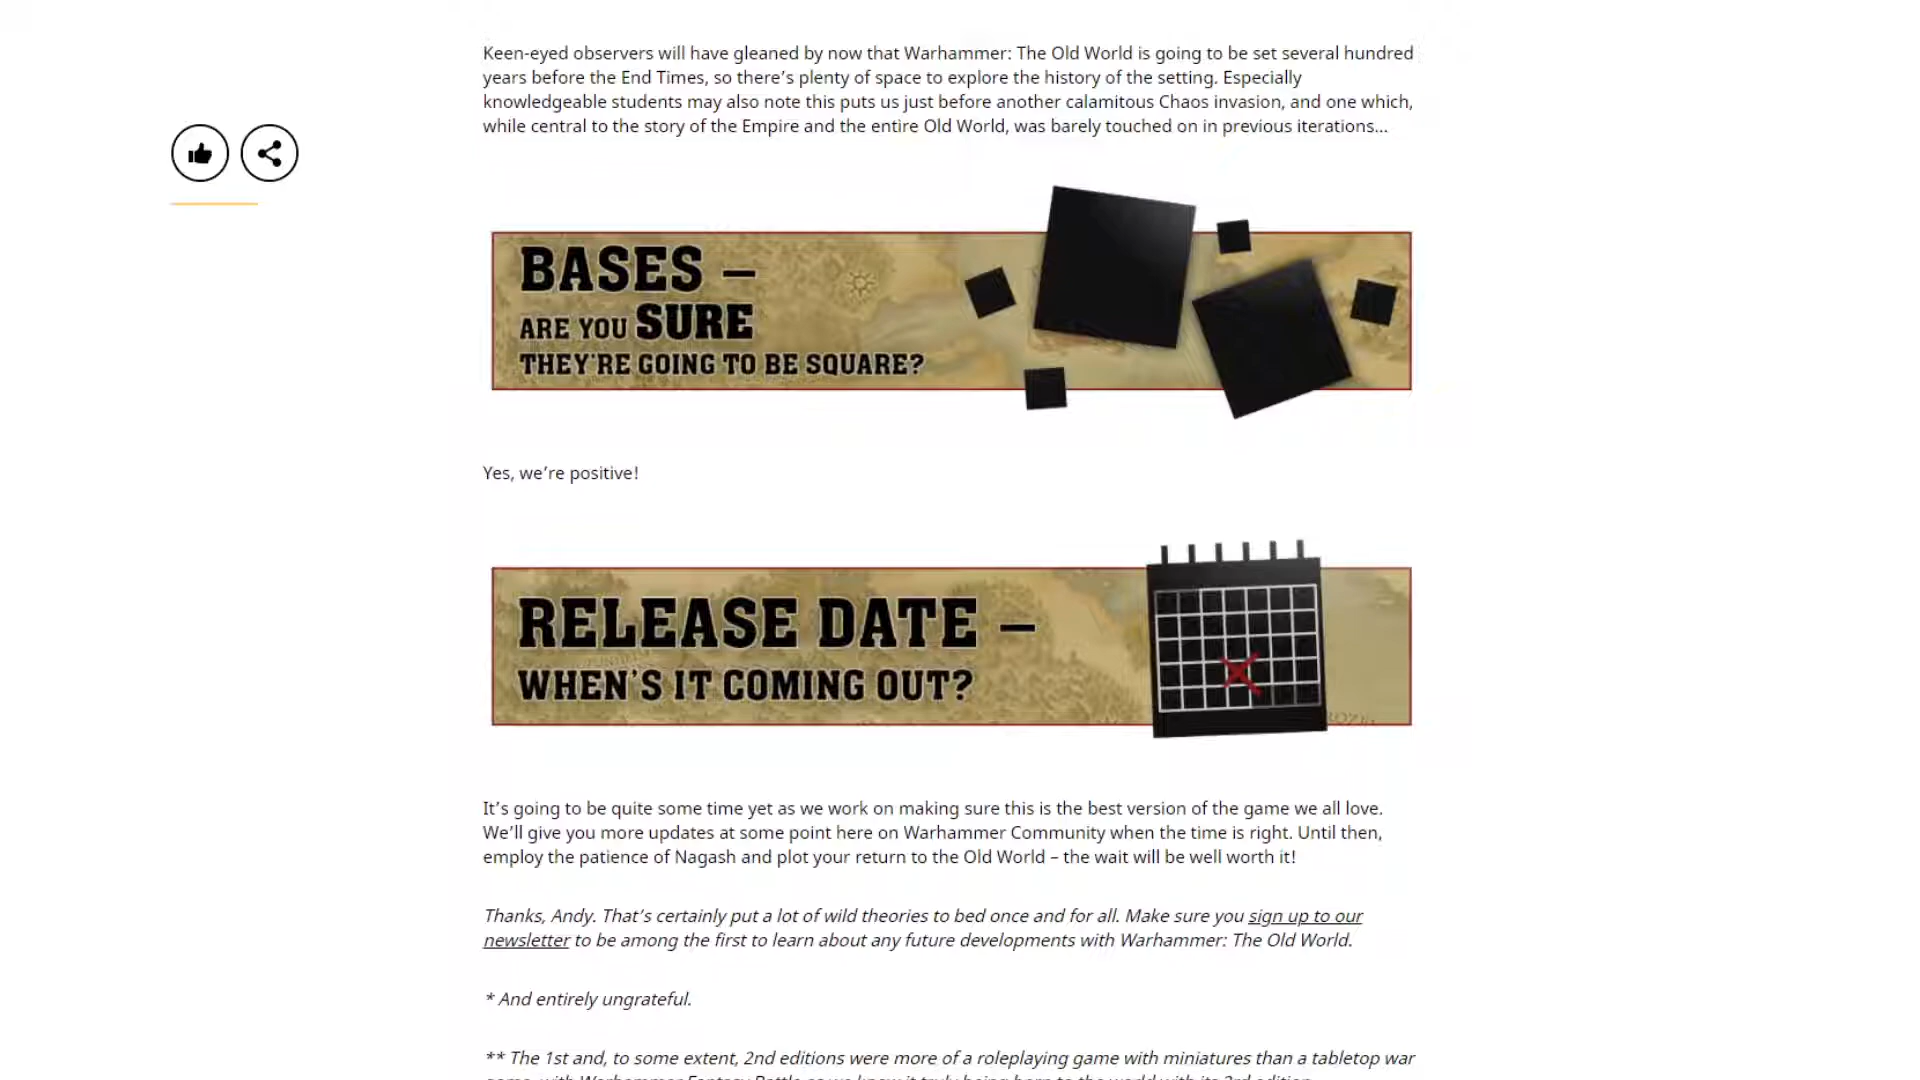 Keen-eyed observers will have gleaned by now that Warhammer: The Old World is going to be set several hundred
years before the End Times, so there’s plenty of space to explore the history of the setting. Especially
knowledgeable students may also note this puts us just before another calamitous Chaos invasion, and one which,
while central to the story of the Empire and the entire Old World, was barely touched on in previous iterations…
BASES –
ARE YOU SURE
THEY'RE GOING TO BE SQUARE?
Yes, we’re positive!
RELEASE DATE –
WHEN'S IT COMING OUT?
It’s going to be quite some time yet as we work on making sure this is the best version of the game we all love.
We’ll give you more updates at some point here on Warhammer Community when the time is right. Until then,
employ the patience of Nagash and plot your return to the Old World – the wait will be well worth it!
Thanks, Andy. That’s certainly put a lot of wild theories to bed once and for all. Make sure you sign up to our
newsletter to be among the first to learn about any future developments with Warhammer: The Old World.
* And entirely ungrateful.
** The 1st and, to some extent, 2nd editions were more of a roleplaying game with miniatures than a tabletop war